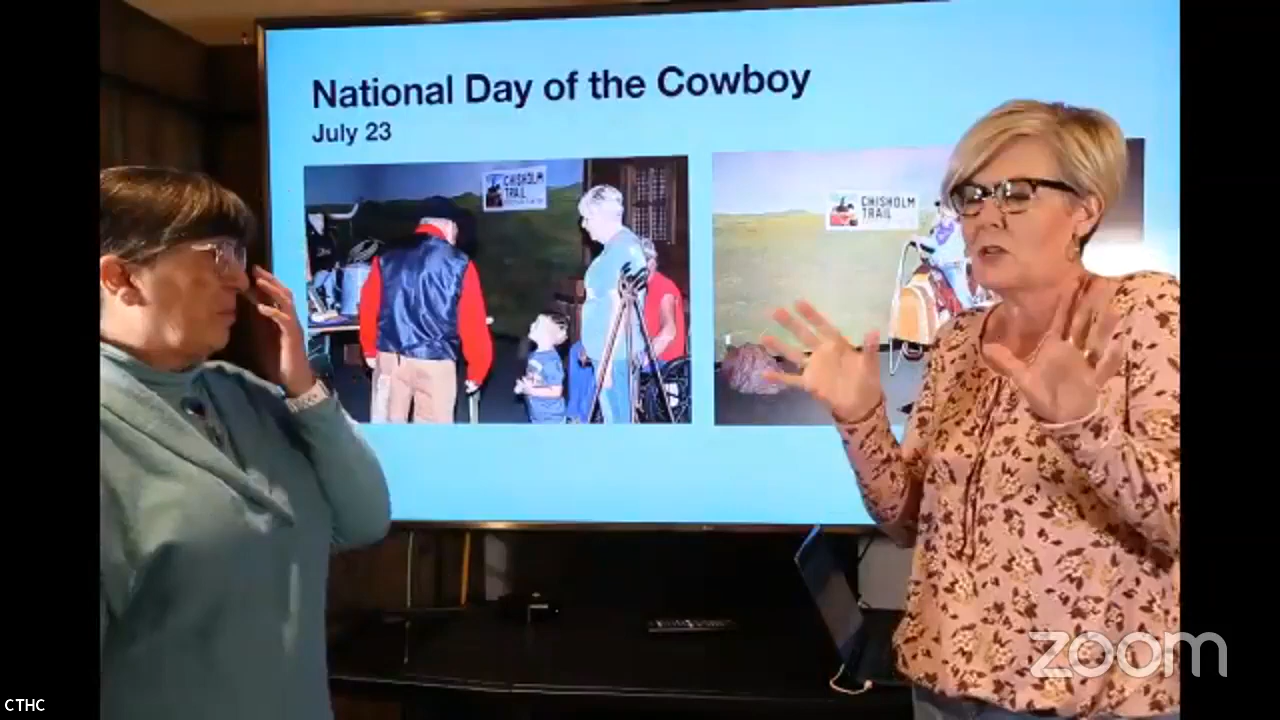 National Day of the Cowboy
July 23
CHISHOLM
TRAIL
CHISHOLM
TRAIL
zoom
CTHC